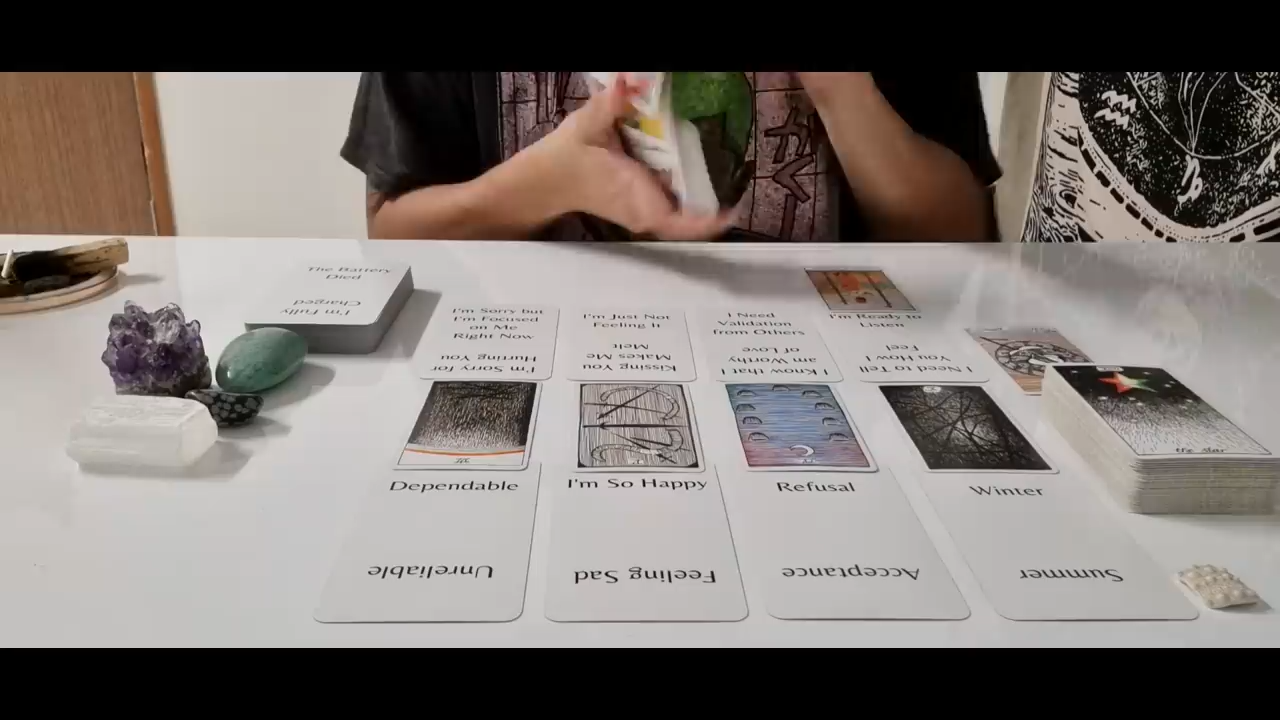 The Battery
Died
I'm Fully
Charged
I'm Sorry but
I'm Focused
on Me
Right Now
I'm Sorry for
Hurting You
I'm Just Not
Feeling It
Kissing You
Makes Me
Melt
I Need
Validation
from Others
I Know that I
am Worthy
of Love
I'm Ready to
Listen
I Need to Tell
You How I
Feel
the star
Dependable
Unreliable
I'm So Happy
Feeling Sad
Refusal
Acceptance
Winter
Summer